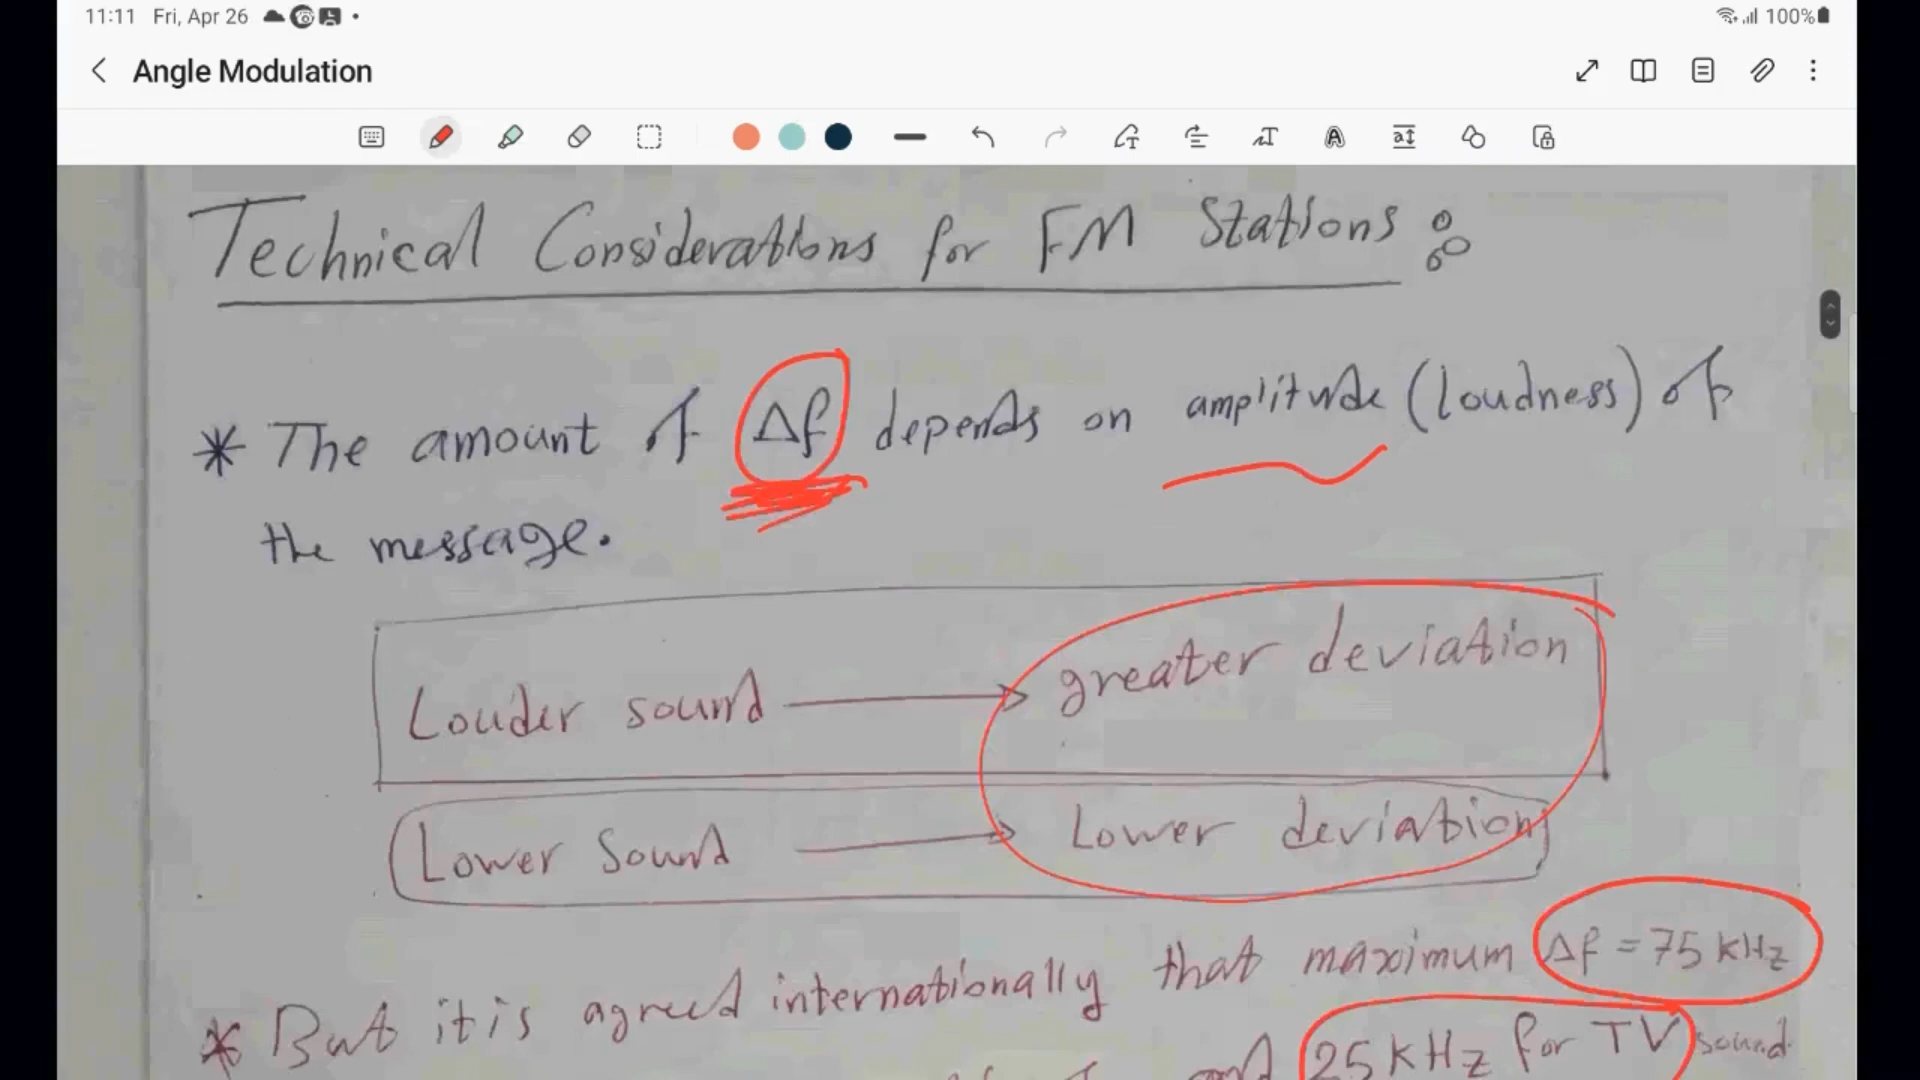 11:11 Fri, Apr 26
100%
Angle Modulation
Technical Considerations for FM Stations
* The amount of Δf depends on amplitude (loudness) of
the message.
Louder sound → greater deviation
Lower Sound → Lower deviation
* But it is agreed internationally that maximum Δf = 75 KHz
and 25 KHz for TV sound